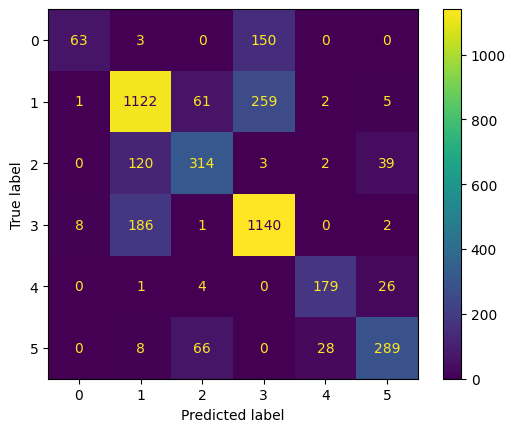 0 63 3 0 150 0 0
1 1 1122 61 259 2 5
2 0 120 314 3 2 39
3 8 186 1 1140 0 2
4 0 1 4 0 179 26
5 0 8 66 0 28 289
0 1 2 3 4 5
Predicted label
True label
1000
800
600
400
200
0